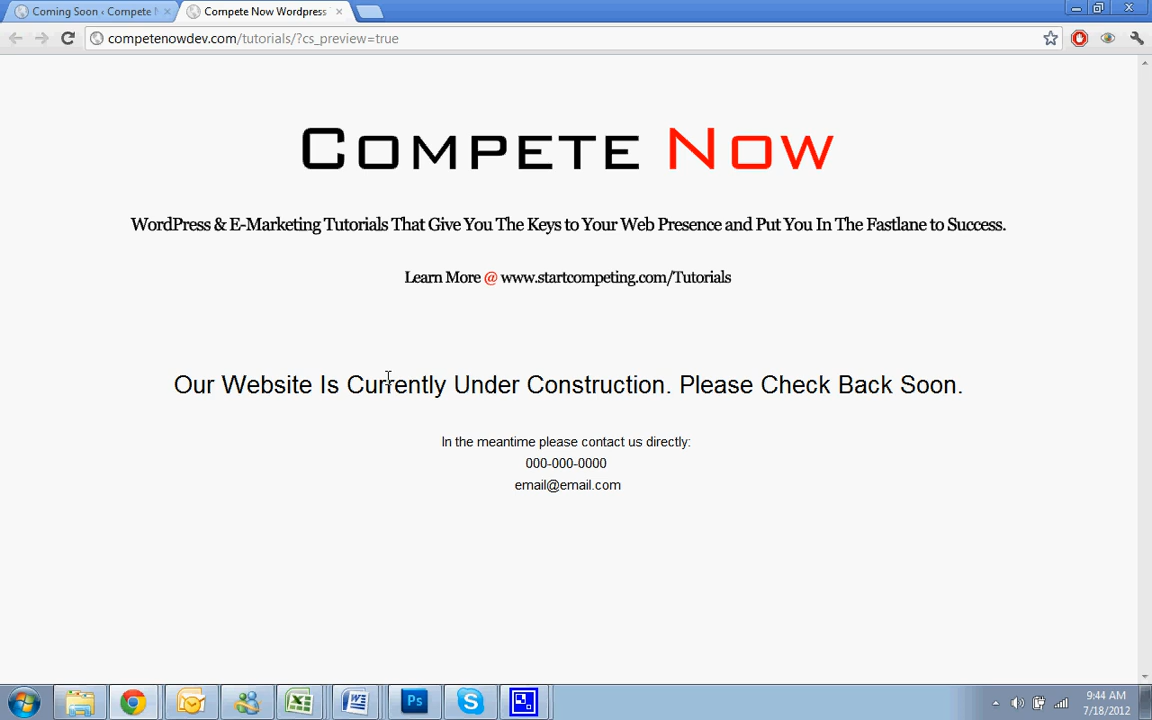 Coming Soon ‹ Compete
Compete Now Wordpress
competenowdev.com/tutorials/?cs_preview=true
Compete Now
WordPress & E-Marketing Tutorials That Give You The Keys to Your Web Presence and Put You In The Fastlane to Success.
Learn More @ www.startcompeting.com/Tutorials
Our Website Is Currently Under Construction. Please Check Back Soon.
In the meantime please contact us directly:
000-000-0000
email@email.com
Ps
9:44 AM
7/18/2012